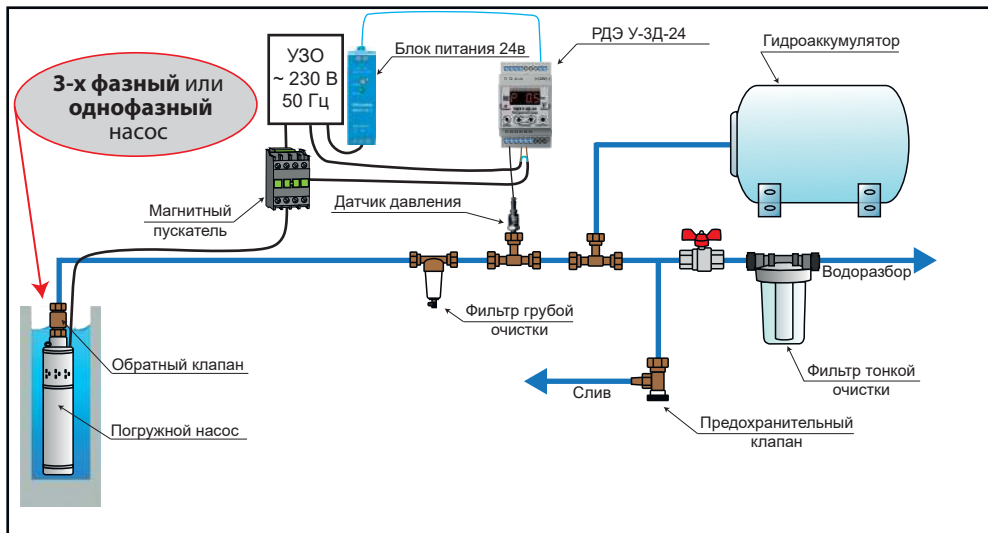 УЗО
~ 230 В
50 Гц
Блок питания 24в
РДЭ У-3Д-24
Гидроаккумулятор
3-х фазный или
однофазный
насос
Магнитный
пускатель
Датчик давления
Водоразбор
Фильтр грубой
очистки
Обратный клапан
Фильтр тонкой
очистки
Слив
Предохранительный
клапан
Погружной насос